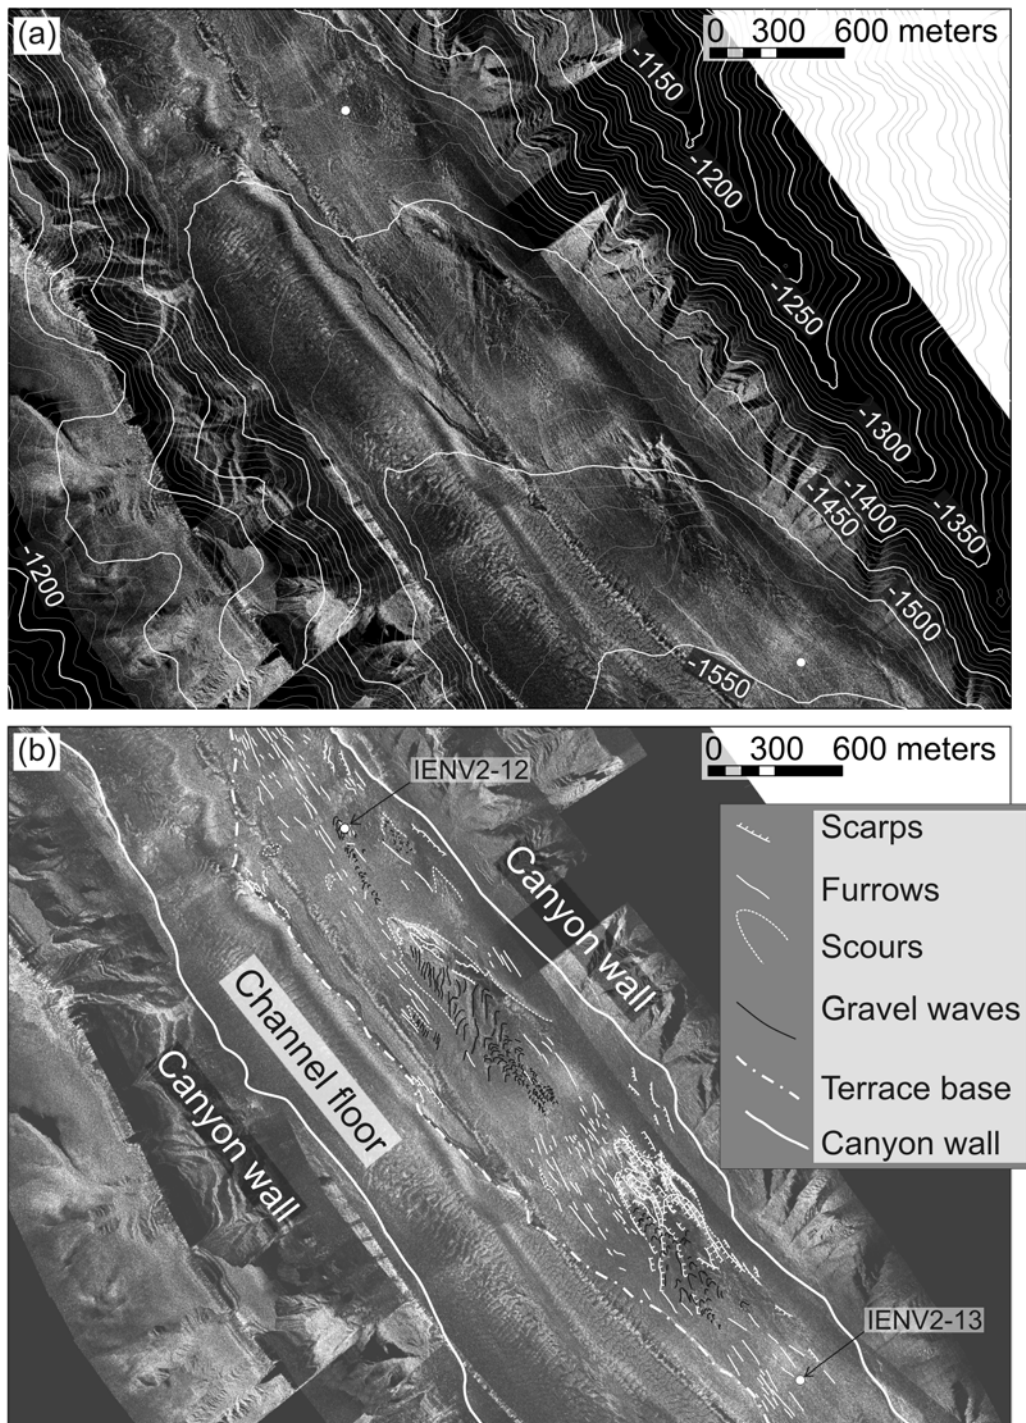 (a)
0 300 600 meters
-1150
-1200
-1250
-1300
-1350
-1400
-1450
-1500
-1550
-1200
(b)
0 300 600 meters
IENV2-12
Canyon wall
Channel floor
Canyon wall
IENV2-13
Scarps
Furrows
Scours
Gravel waves
Terrace base
Canyon wall